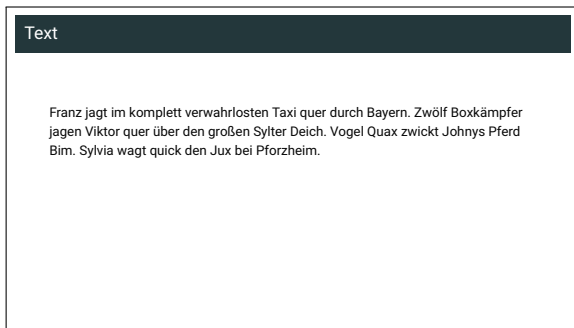 Text
Franz jagt im komplett verwahrlosten Taxi quer durch Bayern. Zwölf Boxkämpfer
jagen Viktor quer über den großen Sylter Deich. Vogel Quax zwickt Johnys Pferd
Bim. Sylvia wagt quick den Jux bei Pforzheim.